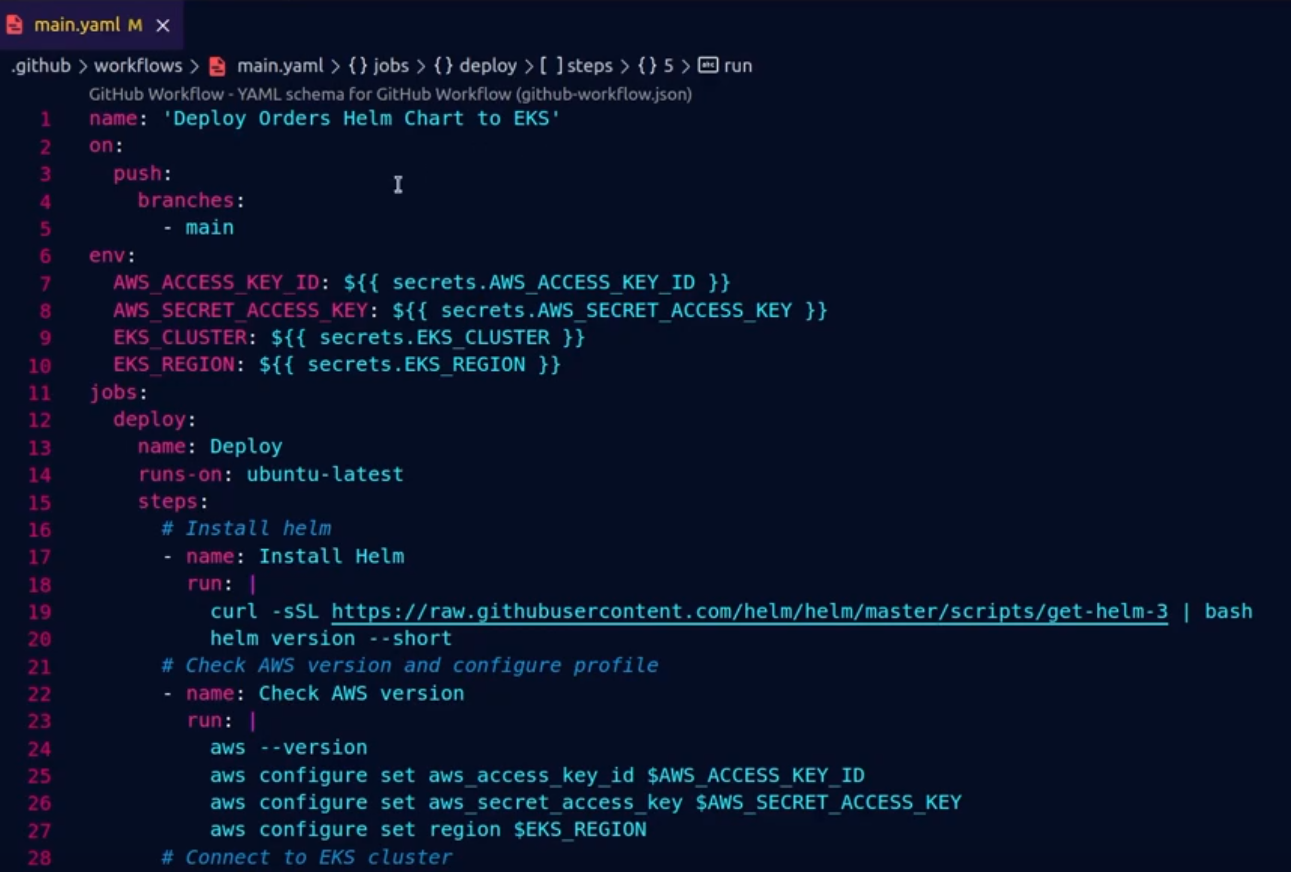 main.yaml M ×
.github > workflows > main.yaml > {} jobs > {} deploy > [ ] steps > {} 5 > abc run
GitHub Workflow - YAML schema for GitHub Workflow (github-workflow.json)
1 name: 'Deploy Orders Helm Chart to EKS'
2 on:
3   push:
4     branches:
5       - main
6 env:
7   AWS_ACCESS_KEY_ID: ${{ secrets.AWS_ACCESS_KEY_ID }}
8   AWS_SECRET_ACCESS_KEY: ${{ secrets.AWS_SECRET_ACCESS_KEY }}
9   EKS_CLUSTER: ${{ secrets.EKS_CLUSTER }}
10   EKS_REGION: ${{ secrets.EKS_REGION }}
11 jobs:
12   deploy:
13     name: Deploy
14     runs-on: ubuntu-latest
15     steps:
16       # Install helm
17       - name: Install Helm
18         run: |
19           curl -sSL https://raw.githubusercontent.com/helm/helm/master/scripts/get-helm-3 | bash
20           helm version --short
21       # Check AWS version and configure profile
22       - name: Check AWS version
23         run: |
24           aws --version
25           aws configure set aws_access_key_id $AWS_ACCESS_KEY_ID
26           aws configure set aws_secret_access_key $AWS_SECRET_ACCESS_KEY
27           aws configure set region $EKS_REGION
28       # Connect to EKS cluster